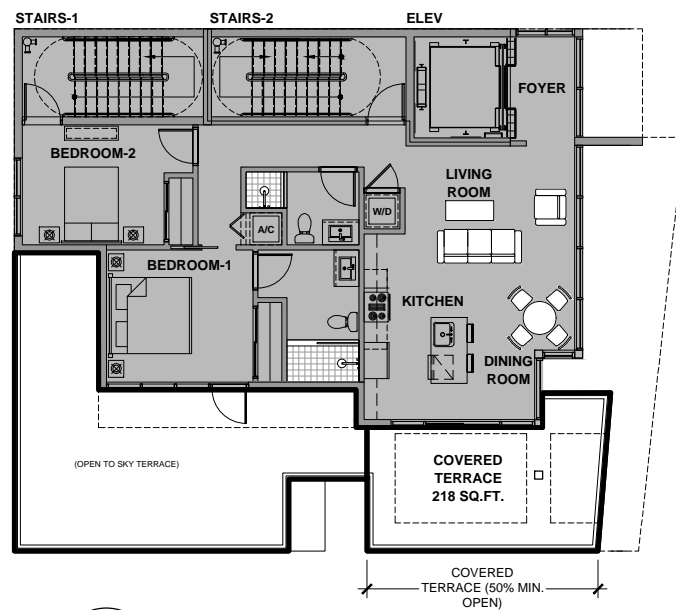 STAIRS-1
STAIRS-2
ELEV
FOYER
BEDROOM-2
LIVING
ROOM
A/C
W/D
BEDROOM-1
KITCHEN
DINING
ROOM
(OPEN TO SKY TERRACE)
COVERED
TERRACE
218 SQ.FT.
COVERED
TERRACE (50% MIN.
OPEN)